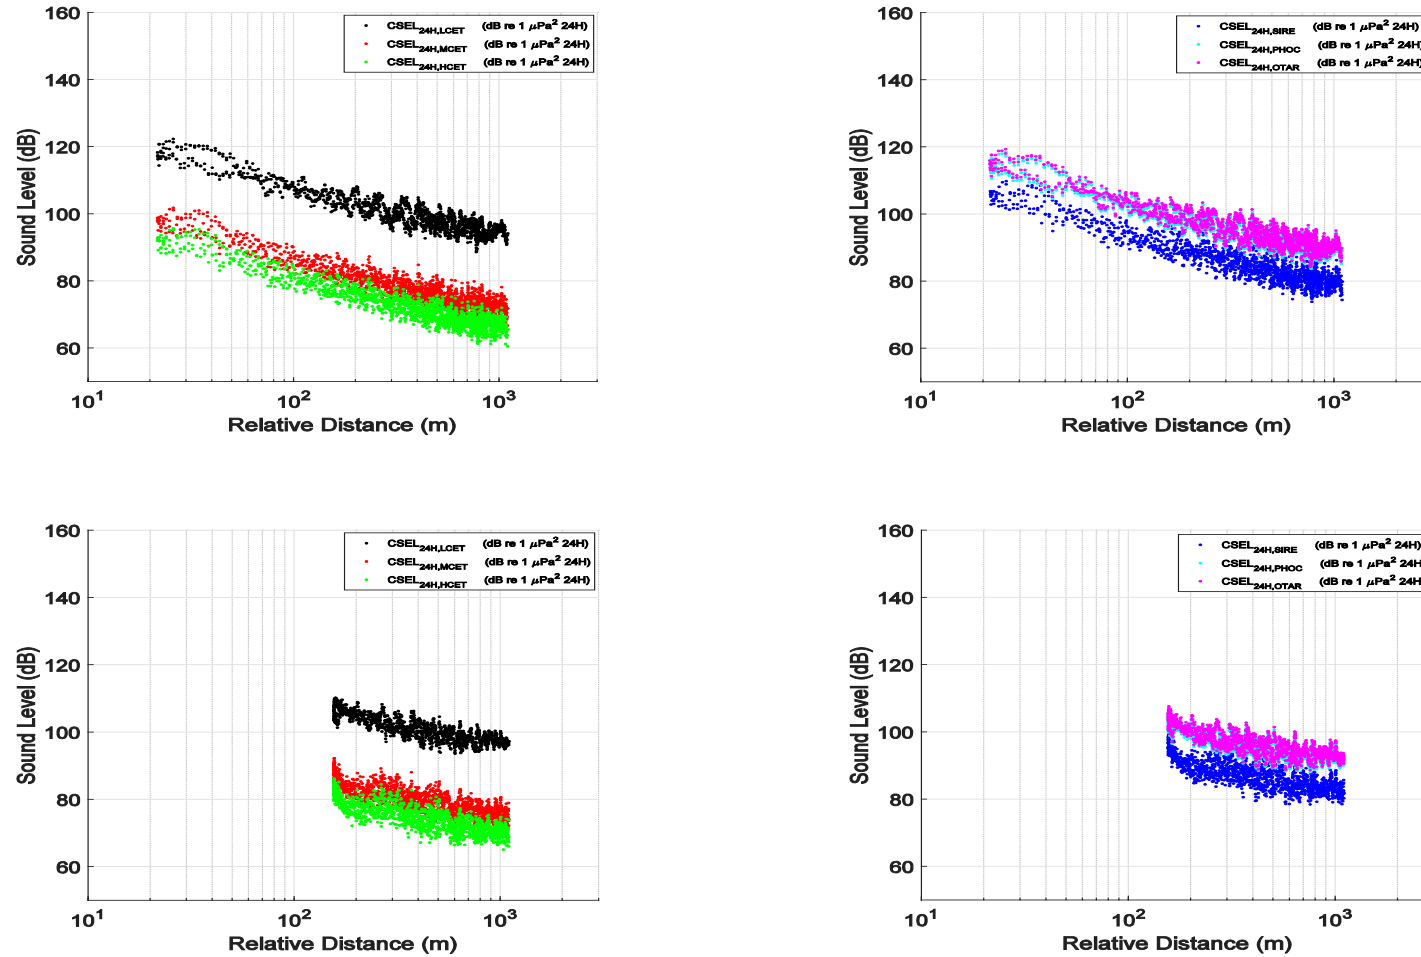 160
140
120
100
80
60
Sound Level (dB)
CSEL24H,LCET (dB re 1 μPa² 24H)
CSEL24H,MCET (dB re 1 μPa² 24H)
CSEL24H,HCET (dB re 1 μPa² 24H)
10¹ 10² 10³
Relative Distance (m)
160
140
120
100
80
60
Sound Level (dB)
CSEL24H,SIRE (dB re 1 μPa² 24H)
CSEL24H,PHOC (dB re 1 μPa² 24H)
CSEL24H,OTAR (dB re 1 μPa² 24H)
10¹ 10² 10³
Relative Distance (m)
160
140
120
100
80
60
Sound Level (dB)
CSEL24H,LCET (dB re 1 μPa² 24H)
CSEL24H,MCET (dB re 1 μPa² 24H)
CSEL24H,HCET (dB re 1 μPa² 24H)
10¹ 10² 10³
Relative Distance (m)
160
140
120
100
80
60
Sound Level (dB)
CSEL24H,SIRE (dB re 1 μPa² 24H)
CSEL24H,PHOC (dB re 1 μPa² 24H)
CSEL24H,OTAR (dB re 1 μPa² 24H)
10¹ 10² 10³
Relative Distance (m)